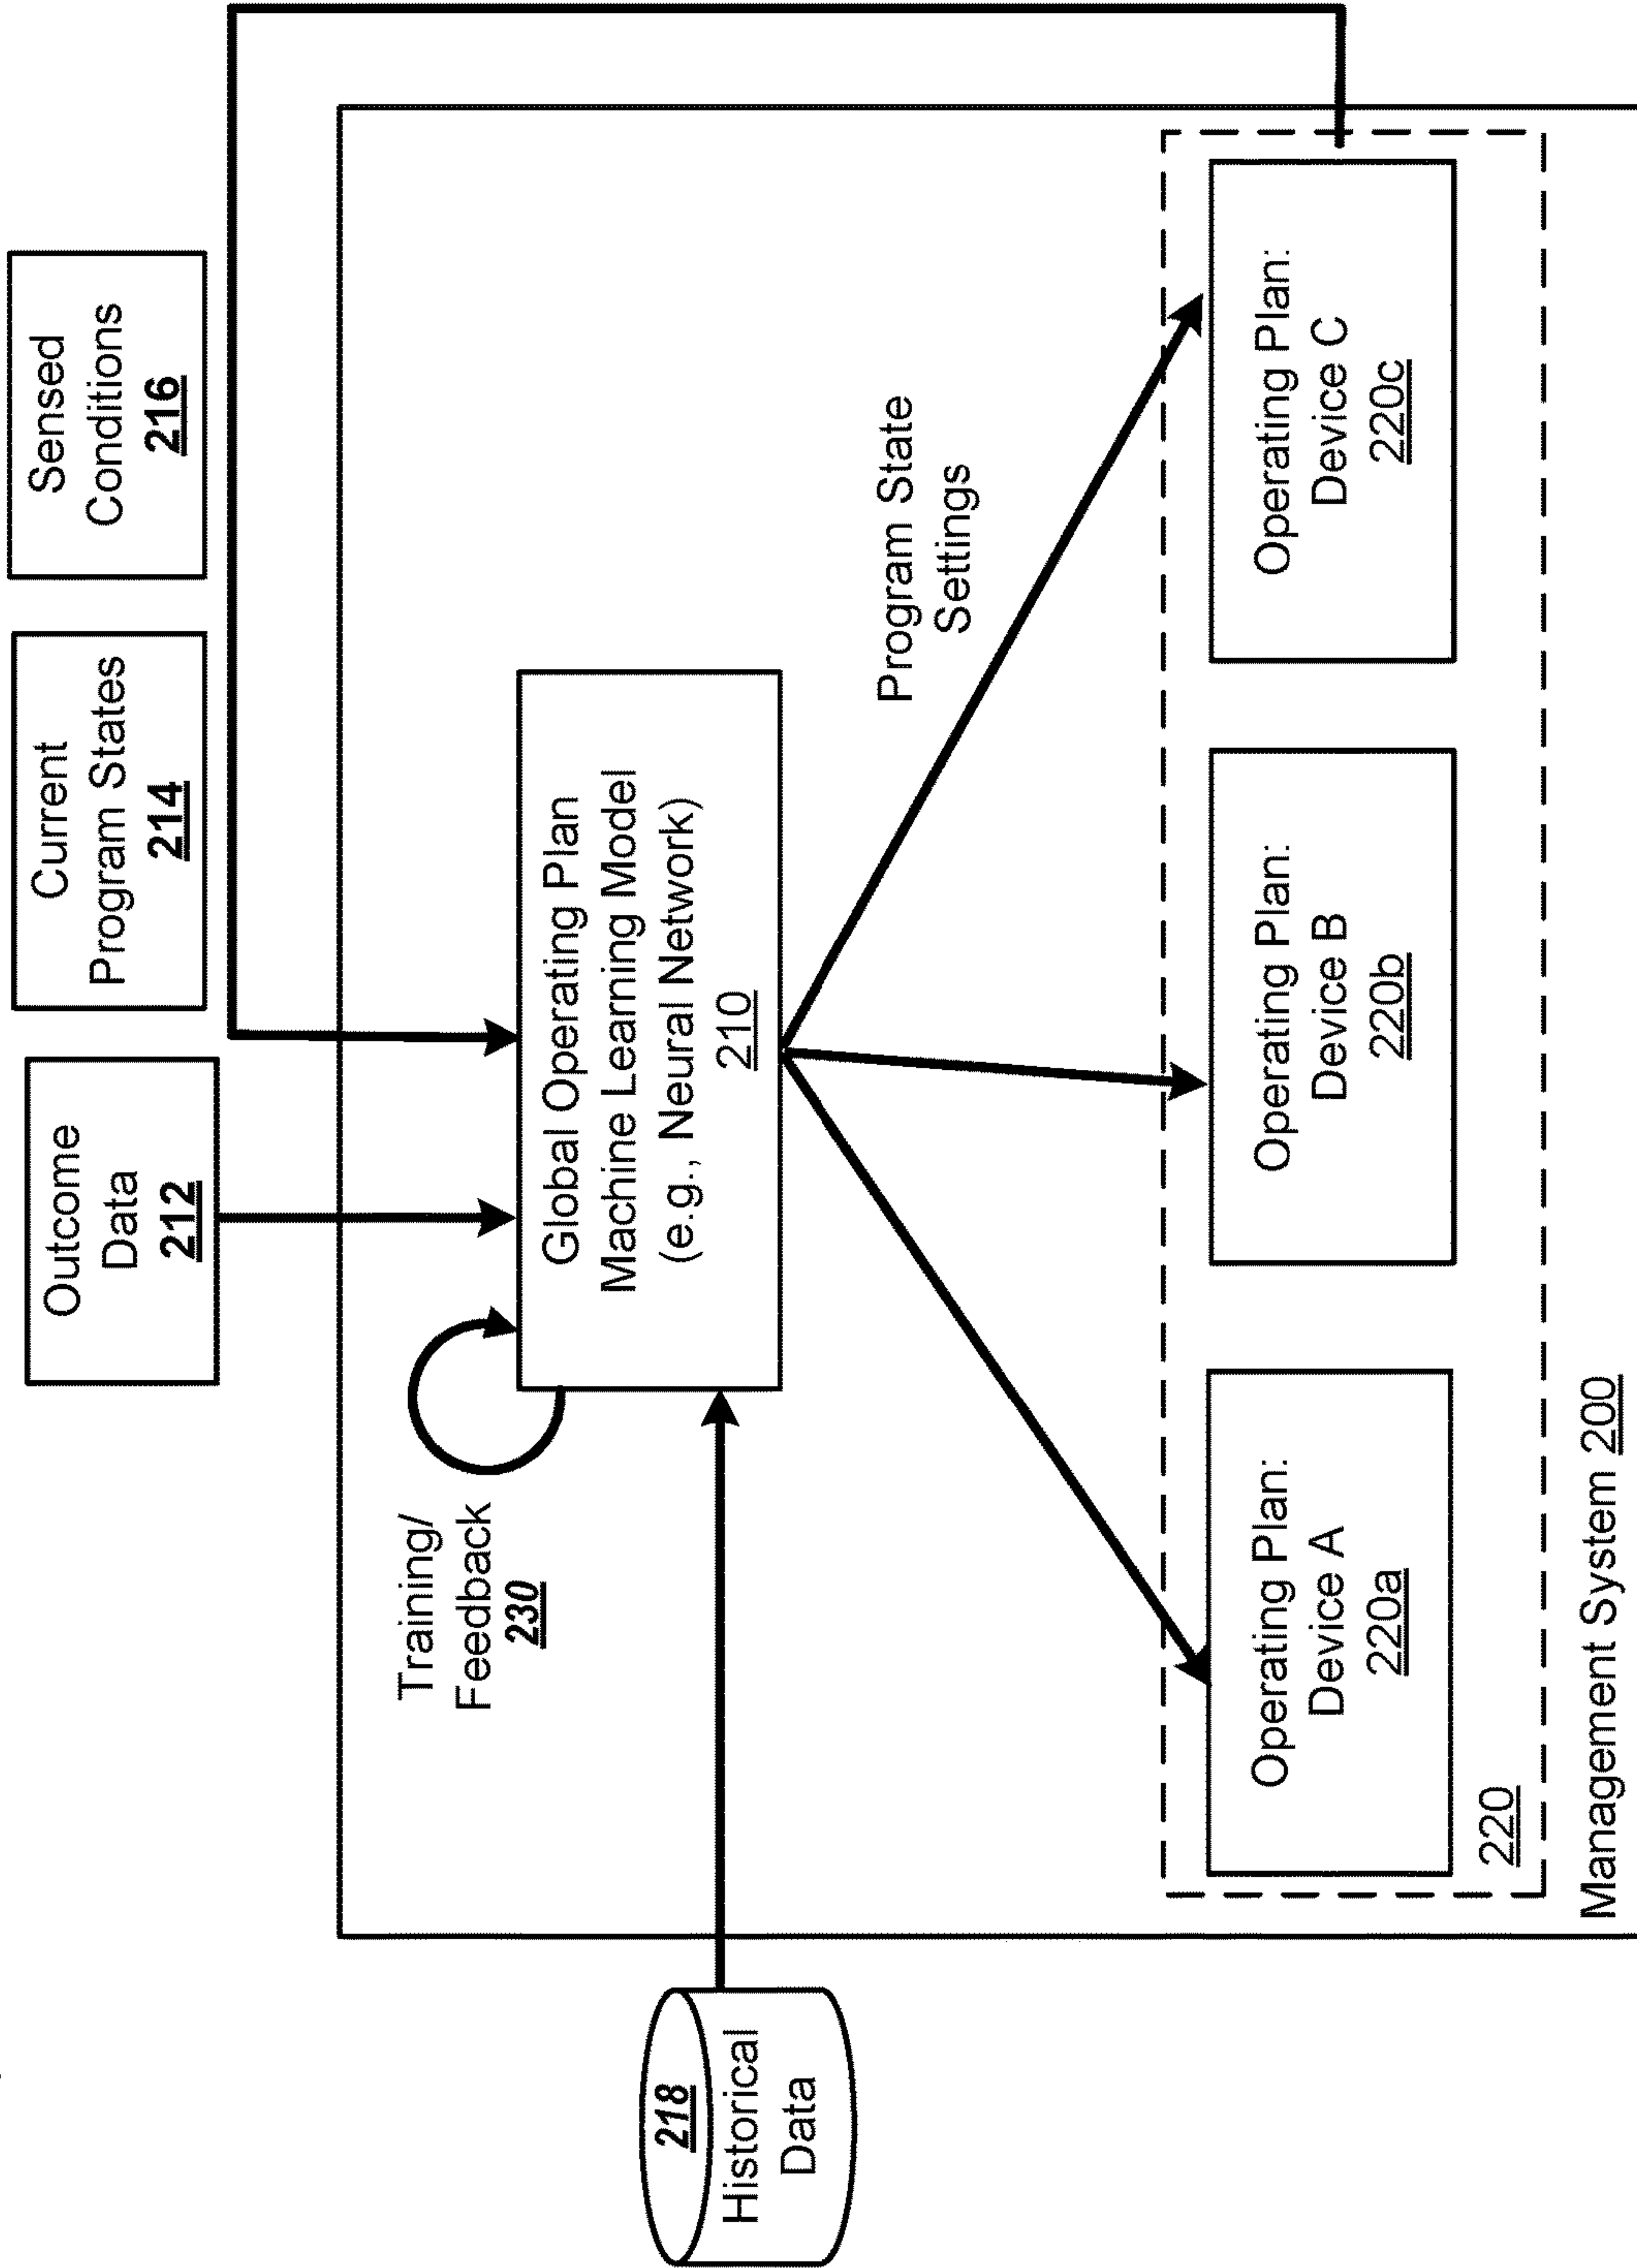 Outcome
Data
212
Current
Program States
214
Sensed
Conditions
216
Training/
Feedback
230
218
Historical
Data
Global Operating Plan
Machine Learning Model
(e.g., Neural Network)
210
Program State
Settings
Operating Plan:
Device A
220a
Operating Plan:
Device B
220b
Operating Plan:
Device C
220c
220
Management System 200